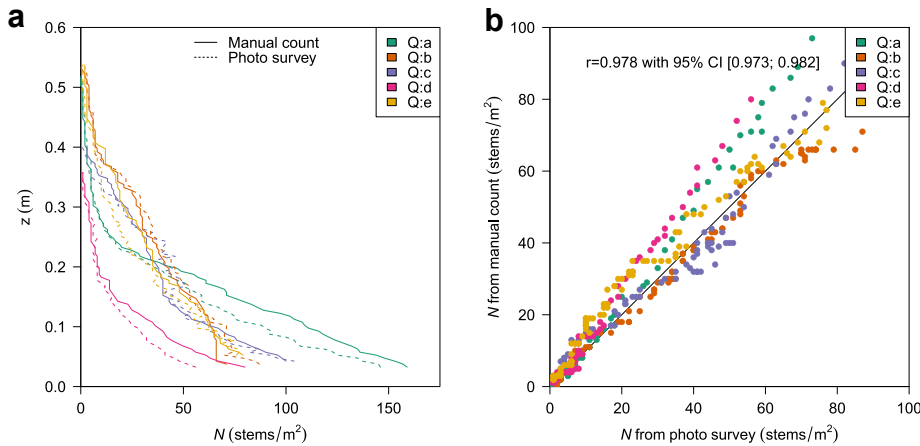 a
0.6
0.5
0.4
0.3
0.2
0.1
0.0
z (m)
0
50
100
150
N (stems/m²)
Manual count
Photo survey
Q:a
Q:b
Q:c
Q:d
Q:e
b
100
80
60
40
20
0
N from manual count (stems/m²)
0
20
40
60
80
100
N from photo survey (stems/m²)
r=0.978 with 95% CI [0.973; 0.982]
Q:a
Q:b
Q:c
Q:d
Q:e